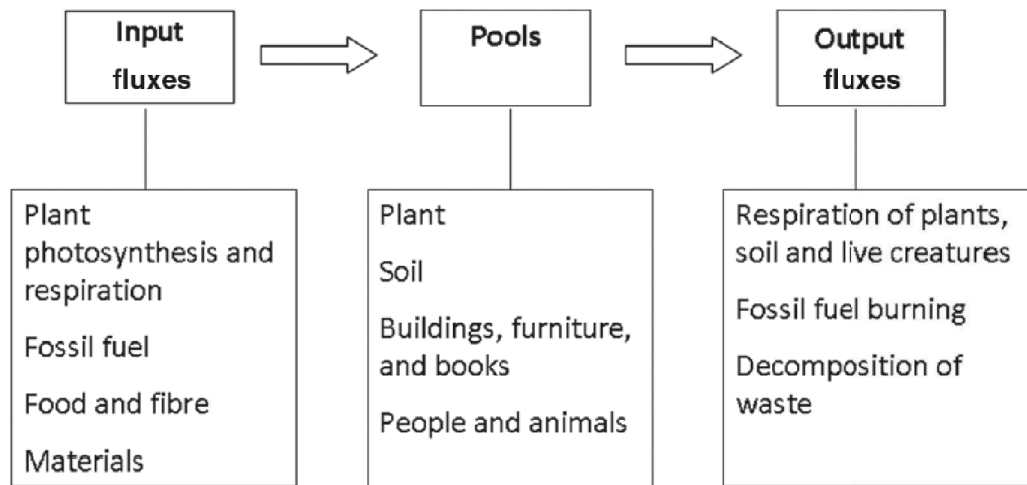 Input
fluxes
Pools
Output
fluxes
Plant
photosynthesis and
respiration
Fossil fuel
Food and fibre
Materials
Plant
Soil
Buildings, furniture,
and books
People and animals
Respiration of plants,
soil and live creatures
Fossil fuel burning
Decomposition of
waste